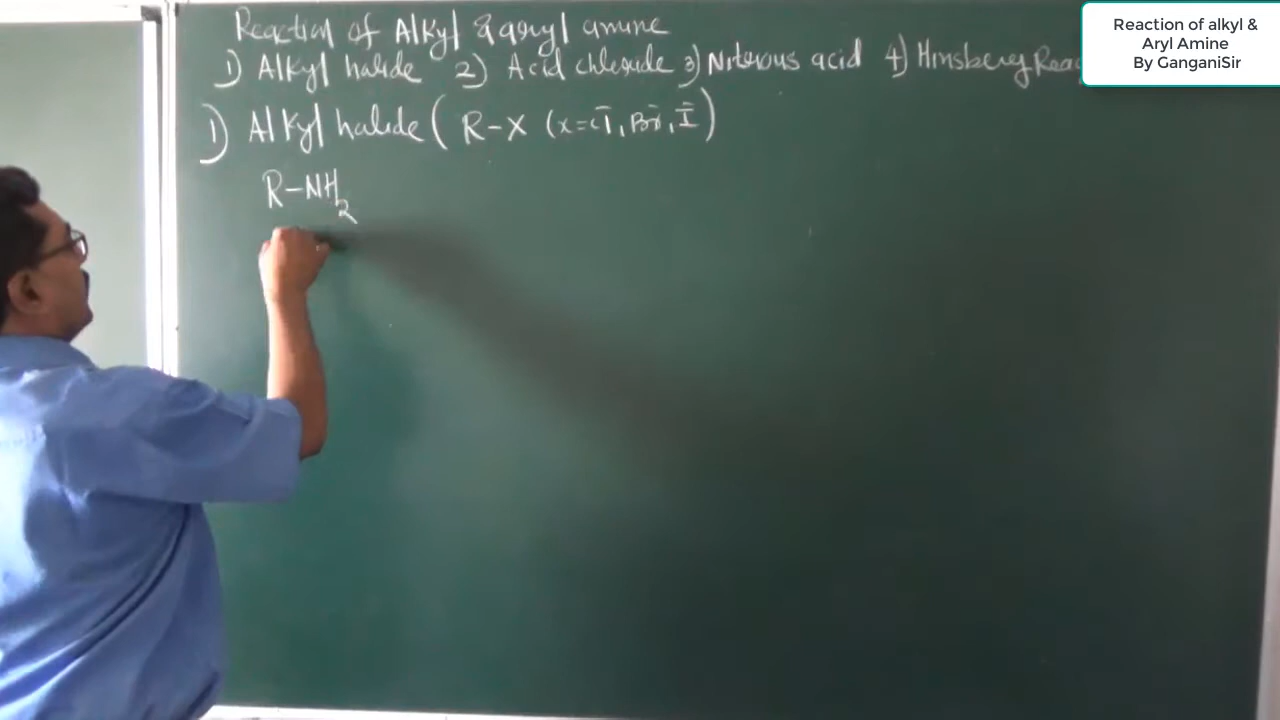 Reaction of Alkyl & aryl amine
1) Alkyl halide 2) Acid chloride 3) Nitrous acid 4) Hinsberg Reac
1) Alkyl halide ( R-X (x=Cl̄, Br̄, Ī)
R-NH₂
Reaction of alkyl &
Aryl Amine
By GanganiSir